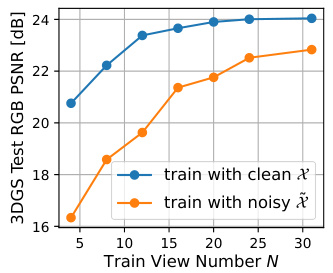 3DGS Test RGB PSNR [dB]
24
22
20
18
16
train with clean 𝒳
train with noisy 𝒳̃
5 10 15 20 25 30
Train View Number N